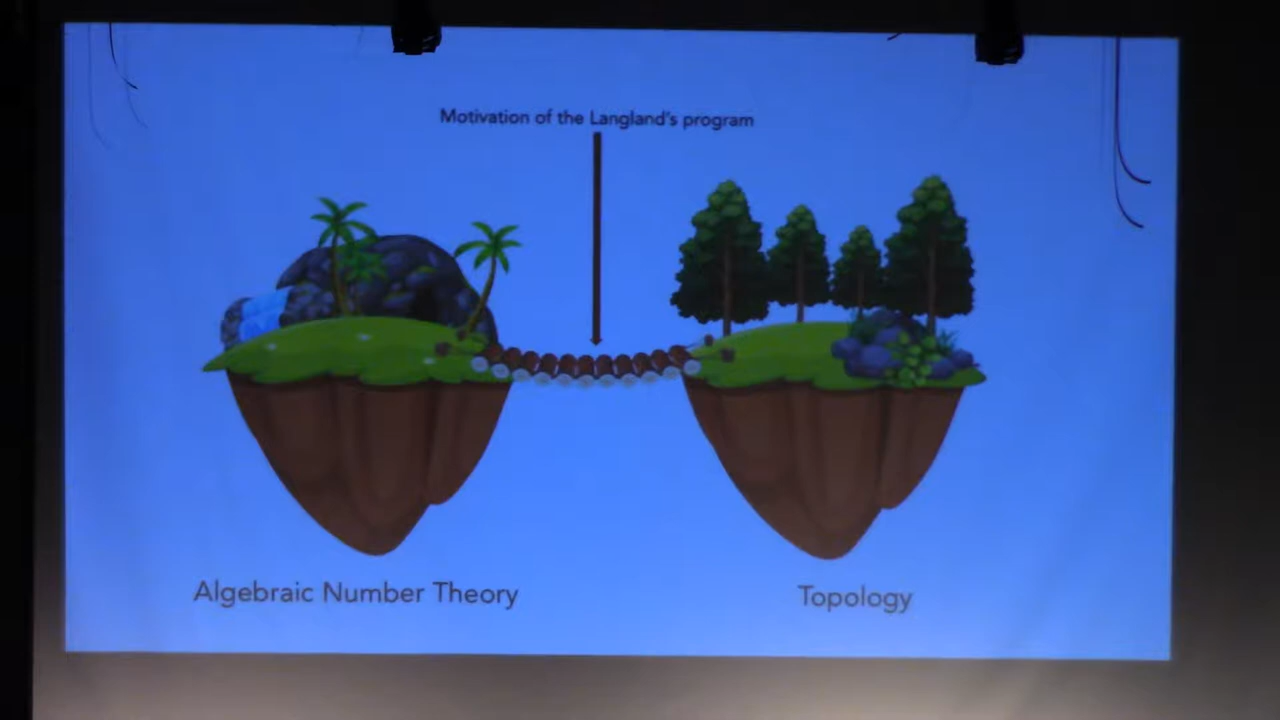 Motivation of the Langland's program
Algebraic Number Theory
Topology